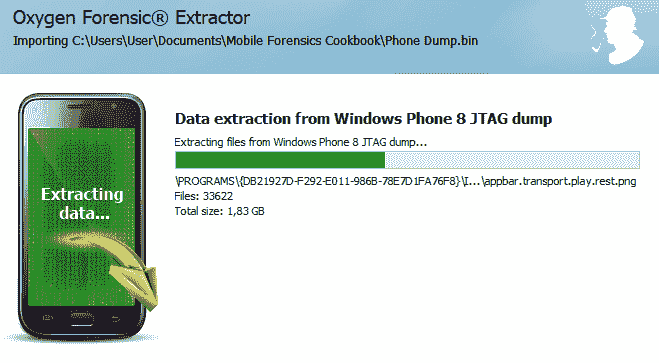 Oxygen Forensic® Extractor
Importing C:\Users\User\Documents\Mobile Forensics Cookbook\Phone Dump.bin
Data extraction from Windows Phone 8 JTAG dump
Extracting files from Windows Phone 8 JTAG dump...
Extracting
data...
\PROGRAMS\{DB21927D-F292-E011-986B-78E7D1FA76F8}\I...\appbar.transport.play.rest.png
Files: 33622
Total size: 1,83 GB